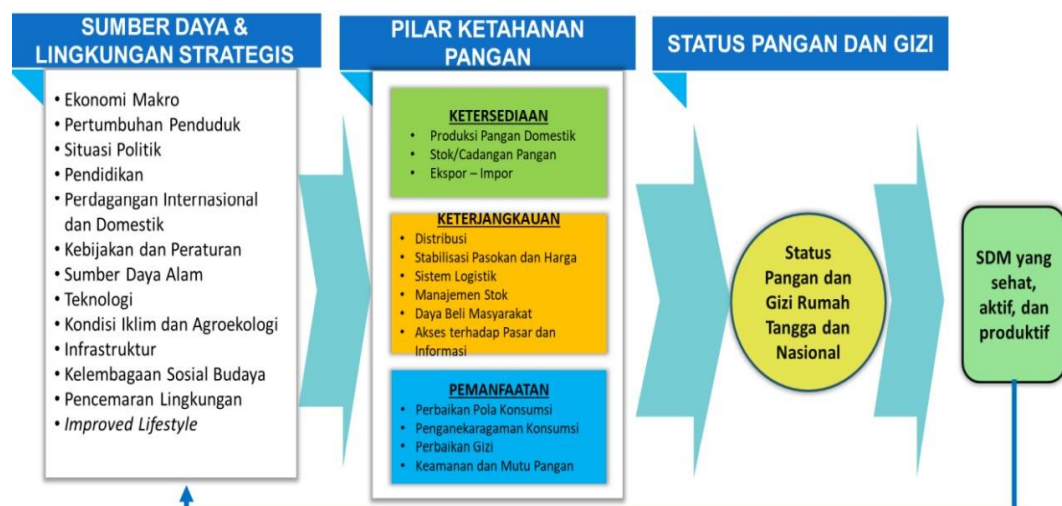 SUMBER DAYA &
LINGKUNGAN STRATEGIS
• Ekonomi Makro
• Pertumbuhan Penduduk
• Situasi Politik
• Pendidikan
• Perdagangan Internasional
dan Domestik
• Kebijakan dan Peraturan
• Sumber Daya Alam
• Teknologi
• Kondisi Iklim dan Agroekologi
• Infrastruktur
• Kelembagaan Sosial Budaya
• Pencemaran Lingkungan
• Improved Lifestyle
PILAR KETAHANAN
PANGAN
KETERSEDIAAN
• Produksi Pangan Domestik
• Stok/Cadangan Pangan
• Ekspor – Impor
KETERJANGKAUAN
• Distribusi
• Stabilisasi Pasokan dan Harga
• Sistem Logistik
• Manajemen Stok
• Daya Beli Masyarakat
• Akses terhadap Pasar dan
Informasi
PEMANFAATAN
• Perbaikan Pola Konsumsi
• Penganekaragaman Konsumsi
• Perbaikan Gizi
• Keamanan dan Mutu Pangan
STATUS PANGAN DAN GIZI
Status
Pangan dan
Gizi Rumah
Tangga dan
Nasional
SDM yang
sehat,
aktif, dan
produktif